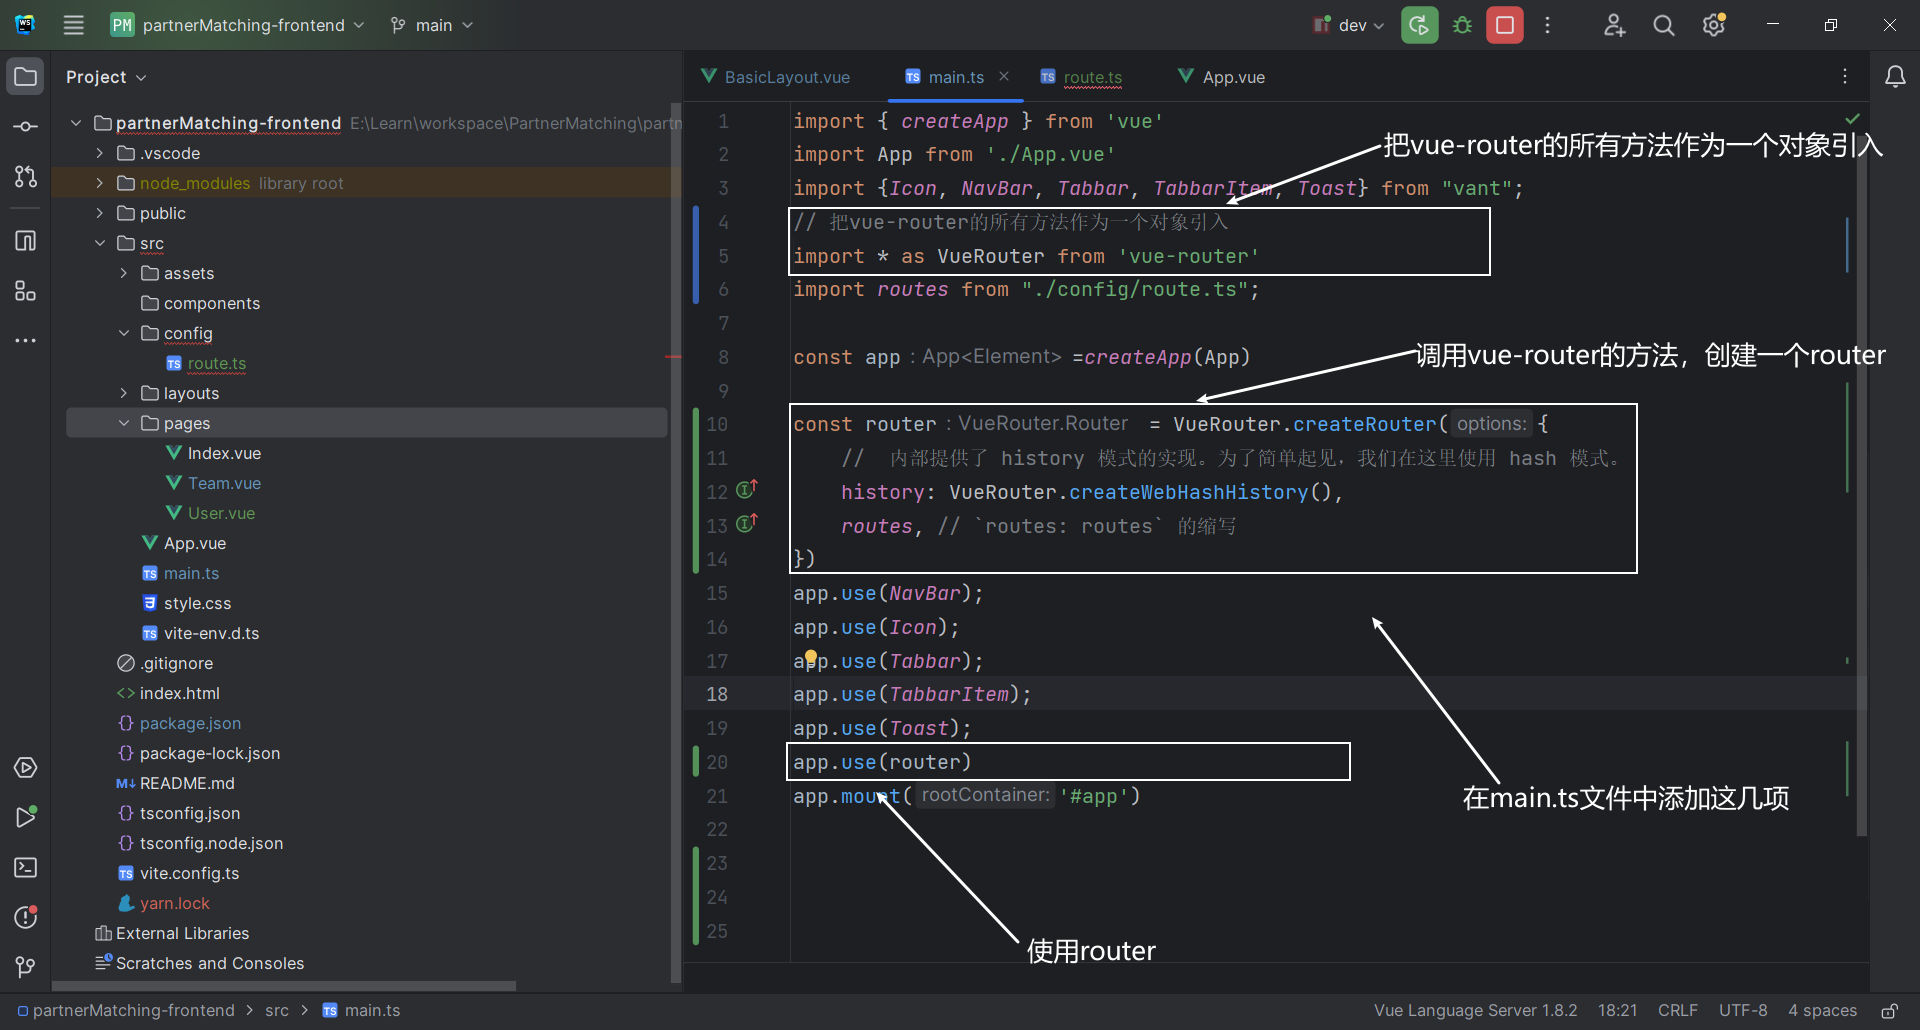 PM partnerMatching-frontend main dev
Project
partnerMatching-frontend E:\Learn\workspace\PartnerMatching\partn
.vscode
node_modules library root
public
src
assets
components
config
route.ts
layouts
pages
Index.vue
Team.vue
User.vue
App.vue
main.ts
style.css
vite-env.d.ts
.gitignore
index.html
package.json
package-lock.json
README.md
tsconfig.json
tsconfig.node.json
vite.config.ts
yarn.lock
External Libraries
Scratches and Consoles
BasicLayout.vue main.ts route.ts App.vue
1 import { createApp } from 'vue'
2 import App from './App.vue'
把vue-router的所有方法作为一个对象引入
3 import {Icon, NavBar, Tabbar, TabbarItem, Toast} from "vant";
4 // 把vue-router的所有方法作为一个对象引入
5 import * as VueRouter from 'vue-router'
6 import routes from "./config/route.ts";
7
8 const app : App<Element> =createApp(App)
调用vue-router的方法，创建一个router
9
10 const router : VueRouter.Router = VueRouter.createRouter( options: {
11 // 内部提供了 history 模式的实现。为了简单起见，我们在这里使用 hash 模式。
12 history: VueRouter.createWebHashHistory(),
13 routes, // `routes: routes` 的缩写
14 })
15 app.use(NavBar);
16 app.use(Icon);
17 app.use(Tabbar);
18 app.use(TabbarItem);
19 app.use(Toast);
20 app.use(router)
21 app.mount( rootContainer: '#app')
在main.ts文件中添加这几项
22
23
24
25
使用router
partnerMatching-frontend > src > main.ts
Vue Language Server 1.8.2 18:21 CRLF UTF-8 4 spaces